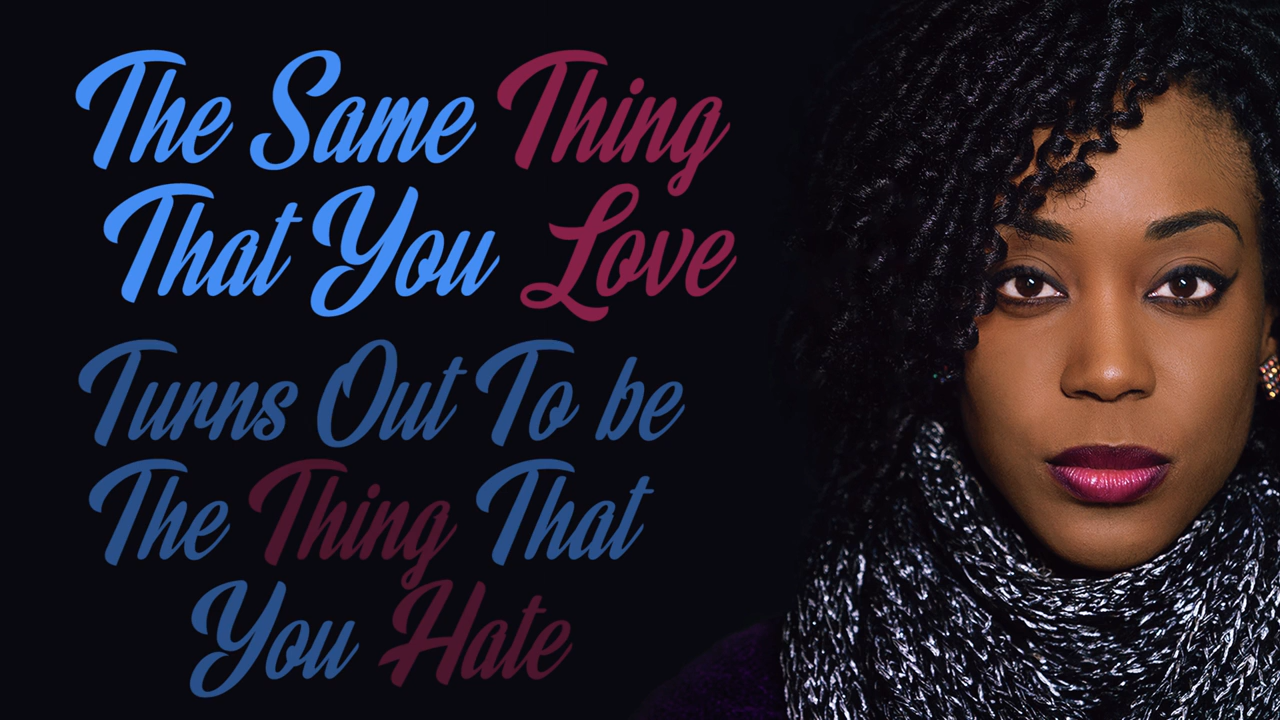 The Same Thing
That You Love
Turns Out To be
The Thing That
You Hate